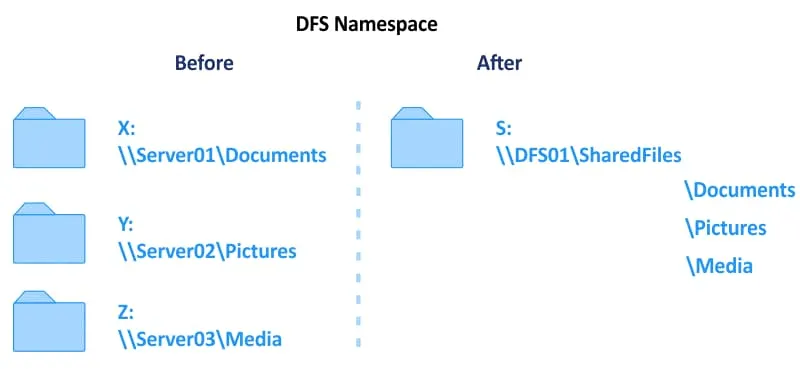 DFS Namespace
Before
X:
\\Server01\Documents
Y:
\\Server02\Pictures
Z:
\\Server03\Media
After
S:
\\DFS01\SharedFiles
\Documents
\Pictures
\Media